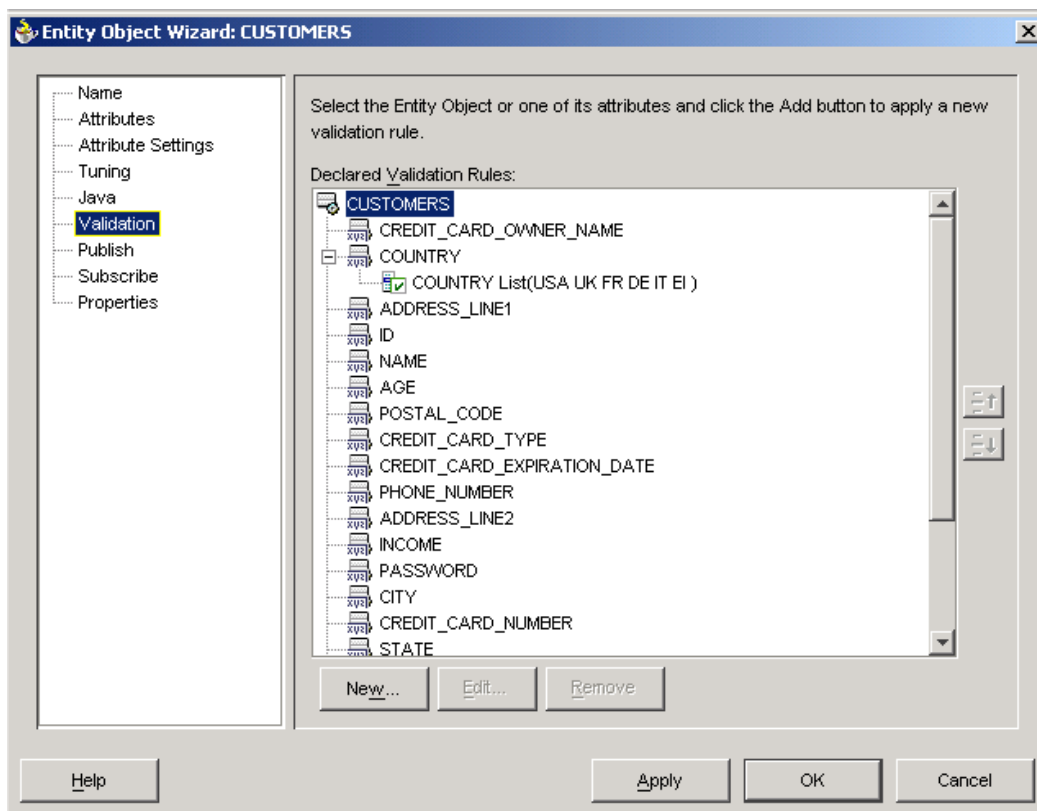 Entity Object Wizard: CUSTOMERS
Name
Attributes
Attribute Settings
Tuning
Java
Validation
Publish
Subscribe
Properties
Select the Entity Object or one of its attributes and click the Add button to apply a new
validation rule.
Declared Validation Rules:
CUSTOMERS
CREDIT_CARD_OWNER_NAME
COUNTRY
COUNTRY List(USA UK FR DE IT EI )
ADDRESS_LINE1
ID
NAME
AGE
POSTAL_CODE
CREDIT_CARD_TYPE
CREDIT_CARD_EXPIRATION_DATE
PHONE_NUMBER
ADDRESS_LINE2
INCOME
PASSWORD
CITY
CREDIT_CARD_NUMBER
STATE
New... Edit... Remove
Help Apply OK Cancel